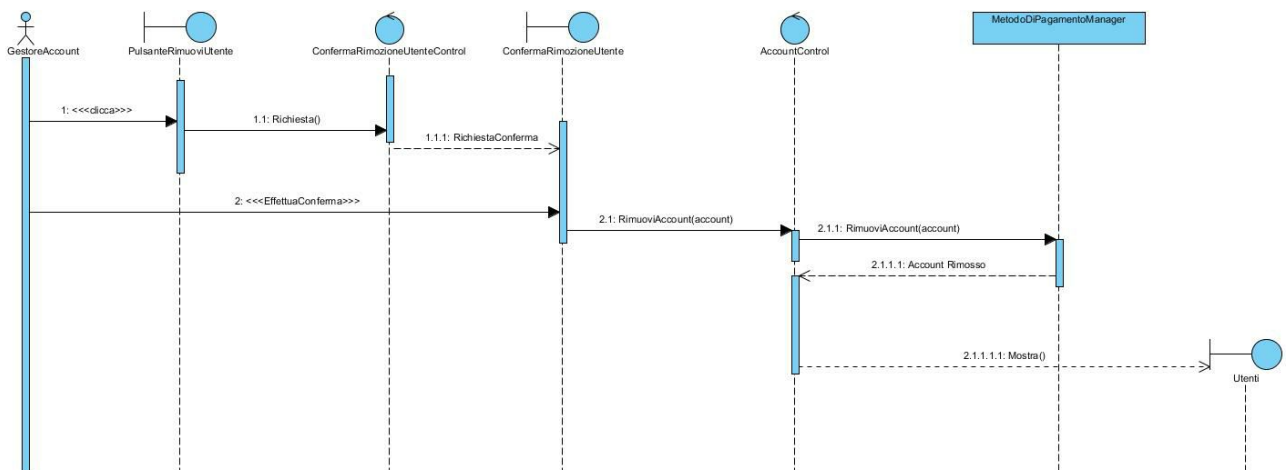 MetodoDiPagamentoManager
GestoreAccount
PulsanteRimuoviUtente
ConfermaRimozioneUtenteControl
ConfermaRimozioneUtente
AccountControl
1: <<<clicca>>>
1.1: Richiesta()
1.1.1: RichiestaConferma
2: <<<EffettuaConferma>>>
2.1: RimuoviAccount(account)
2.1.1: RimuoviAccount(account)
2.1.1.1: Account Rimosso
2.1.1.1.1: Mostra()
Utenti